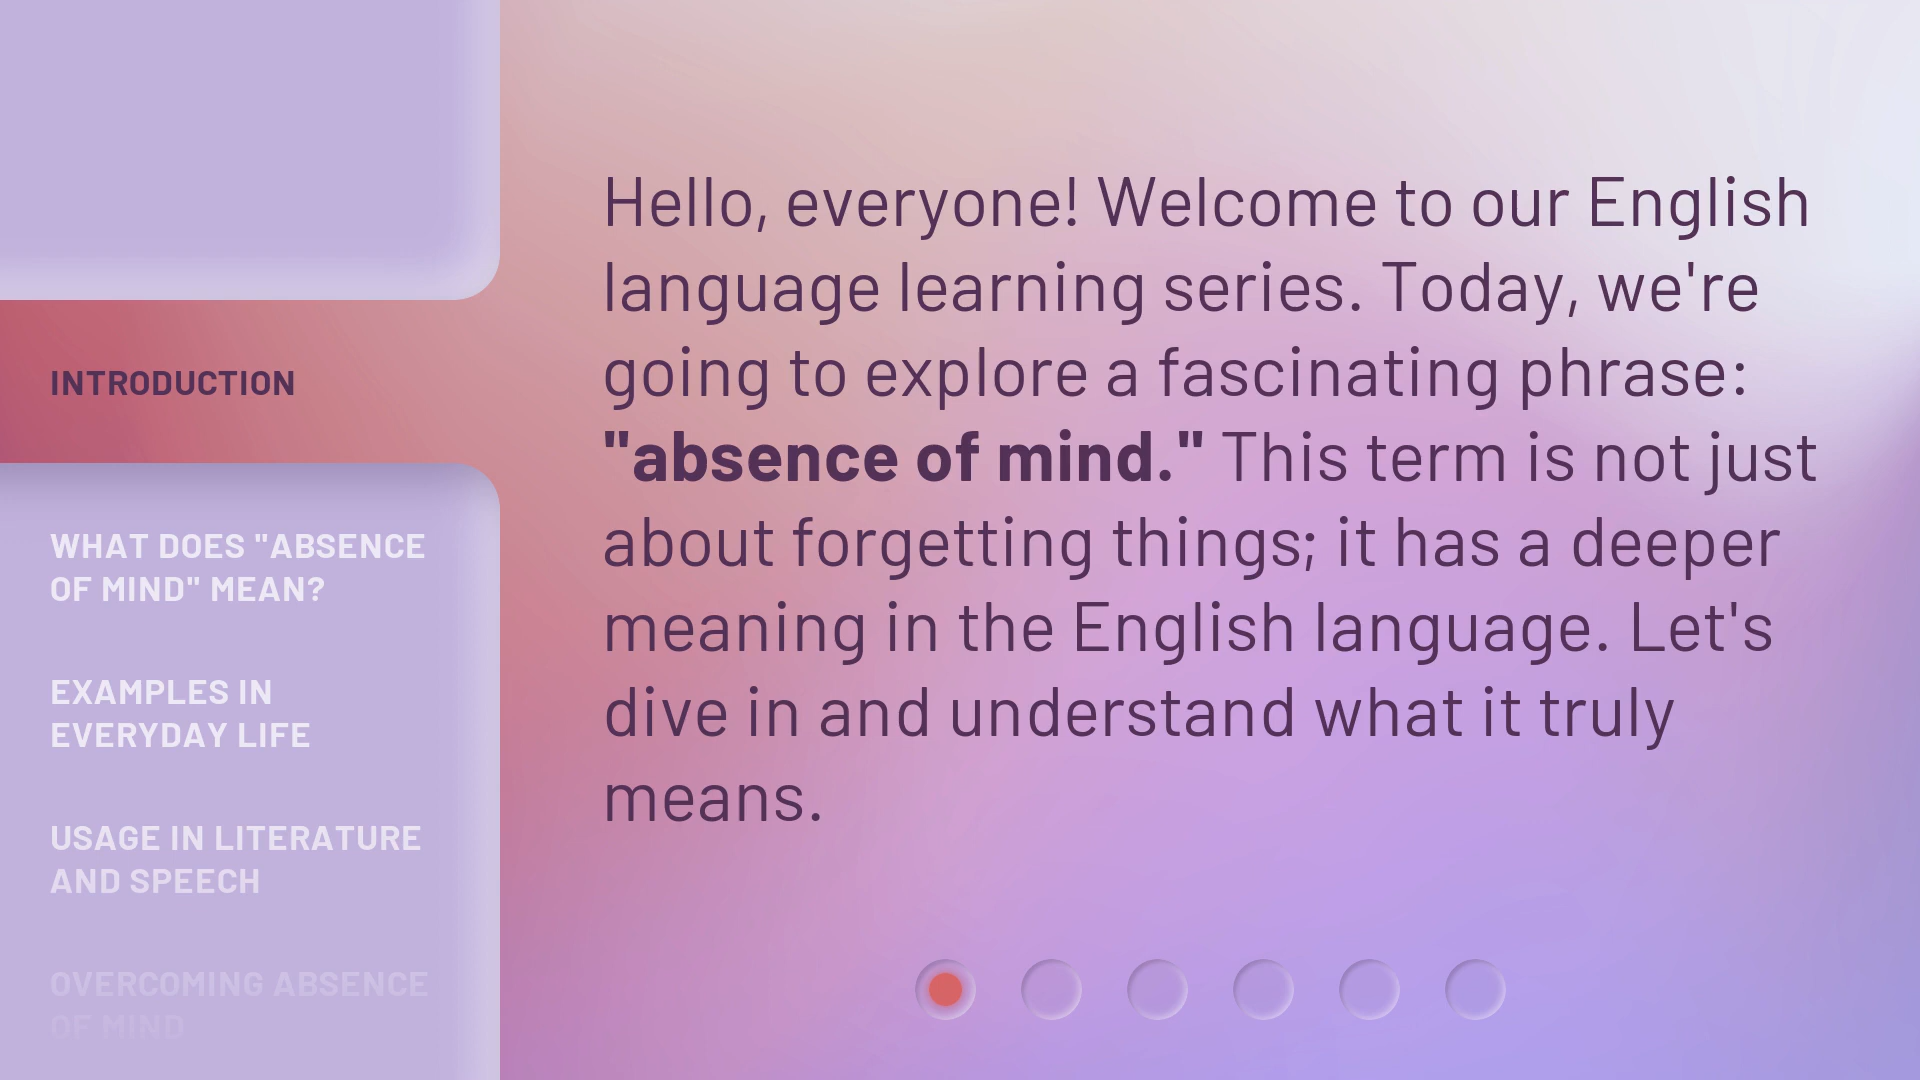 INTRODUCTION
WHAT DOES "ABSENCE
OF MIND" MEAN?
EXAMPLES IN
EVERYDAY LIFE
USAGE IN LITERATURE
AND SPEECH
OVERCOMING ABSENCE
OF MIND
Hello, everyone! Welcome to our English
language learning series. Today, we're
going to explore a fascinating phrase:
"absence of mind." This term is not just
about forgetting things; it has a deeper
meaning in the English language. Let's
dive in and understand what it truly
means.